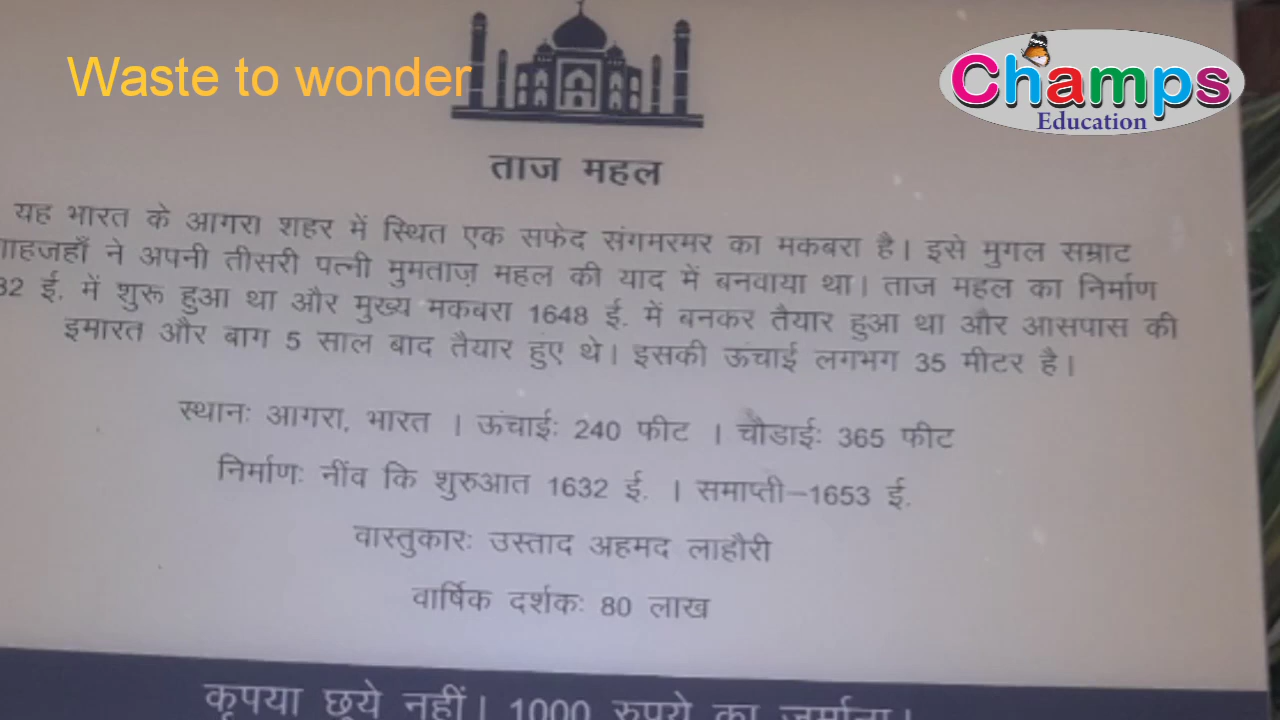 Waste to wonder
Champs
Education
ताज महल
यह भारत के आगरा शहर में स्थित एक सफेद संगमरमर का मकबरा है। इसे मुगल सम्राट
ने अपनी तीसरी पत्नी मुमताज़ महल की याद में बनवाया था। ताज महल का निर्माण
32 ई. में शुरू हुआ था और मुख्य मकबरा 1648 ई. में बनकर तैयार हुआ था और आसपास की
इमारत और बाग 5 साल बाद तैयार हुंए थे। इसकी ऊंचाई लगभग 35 मीटर है।
स्थानः आगरा, भारत । ऊंचाईः 240 फीट । चौडाईः 365 फीट
निर्माणः नींव कि शुरुआत 1632 ई. । समाप्ती–1653 ई.
वास्तुकारः उस्ताद अहमद लाहौरी
वार्षिक दर्शकः 80 लाख
कृपया छूये नहीं। 1000 रुपये का जुर्माना।